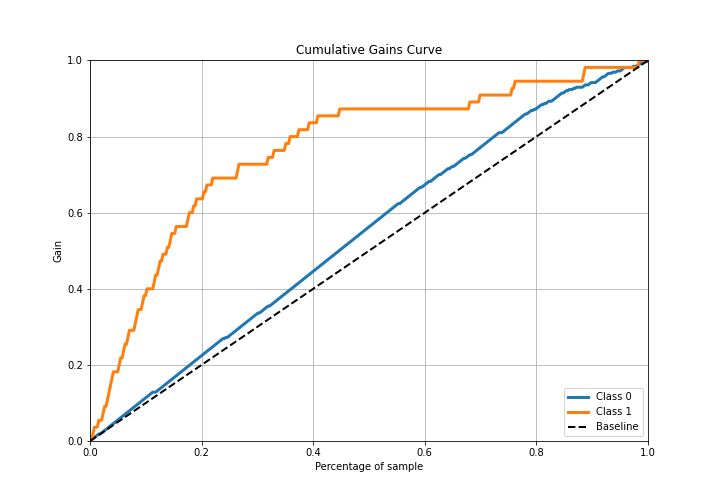 Cumulative Gains Curve
1.0
0.8
0.6
0.4
0.2
0.0
Gain
0.0 0.2 0.4 0.6 0.8 1.0
Percentage of sample
Class 0
Class 1
Baseline